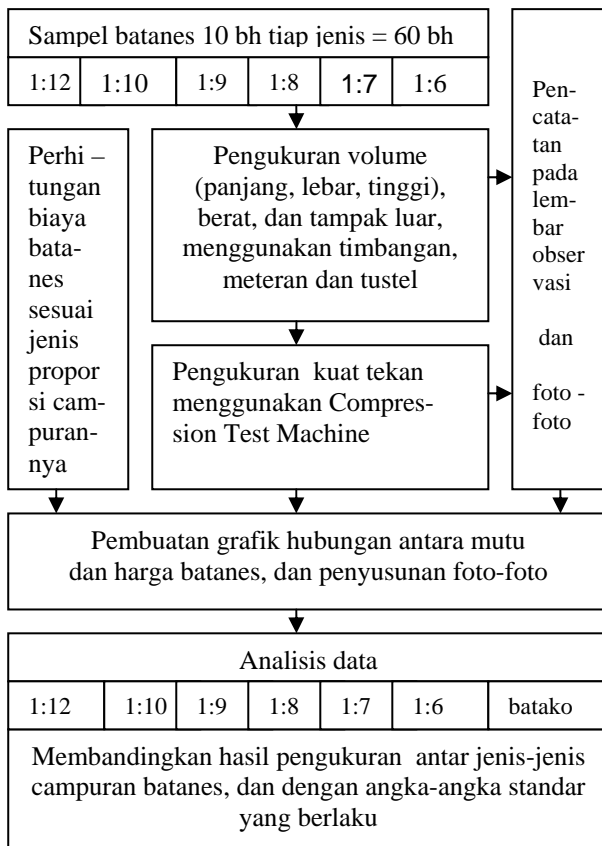 Sampel batanes 10 bh tiap jenis = 60 bh
1:12 1:10 1:9 1:8 1:7 1:6
Perhi –
tungan
biaya
bata-
nes
sesuai
jenis
propor
si cam-
puran-
nya
Pengukuran volume
(panjang, lebar, tinggi),
berat, dan tampak luar,
menggunakan timbangan,
meteran dan tustel
Pengukuran kuat tekan
menggunakan Compres-
sion Test Machine
Pen-
cata-
tan
pada
lem-
bar
obser
vasi
dan
foto -
foto
Pembuatan grafik hubungan antara mutu
dan harga batanes, dan penyusunan foto-foto
Analisis data
1:12 1:10 1:9 1:8 1:7 1:6 batako
Membandingkan hasil pengukuran antar jenis-jenis
campuran batanes, dan dengan angka-angka standar
yang berlaku